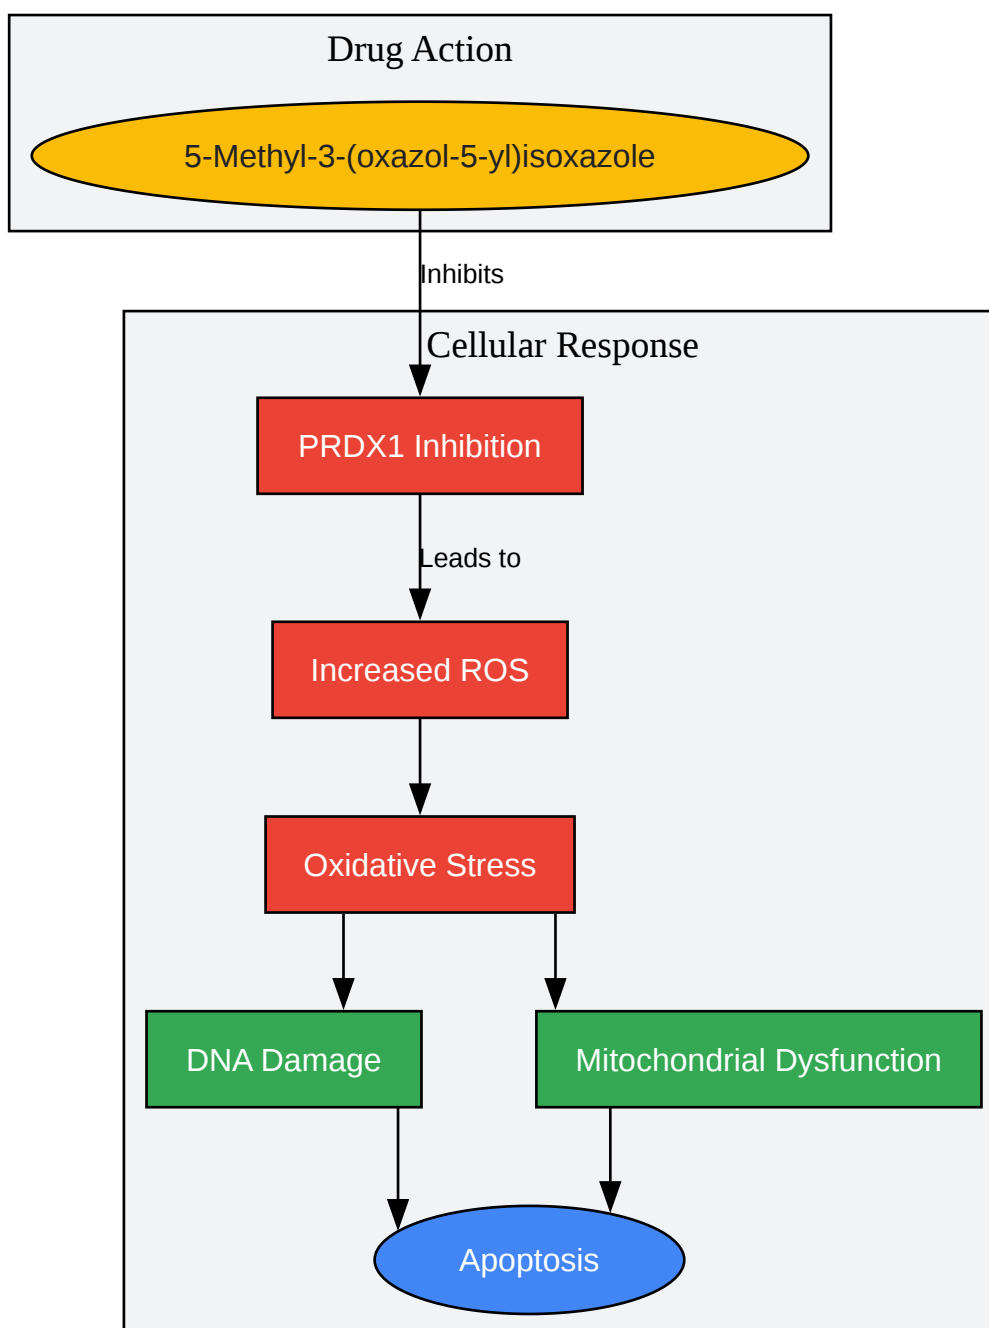 Drug Action
5-Methyl-3-(oxazol-5-yl)isoxazole
Inhibits
Cellular Response
PRDX1 Inhibition
Leads to
Increased ROS
Oxidative Stress
DNA Damage
Mitochondrial Dysfunction
Apoptosis